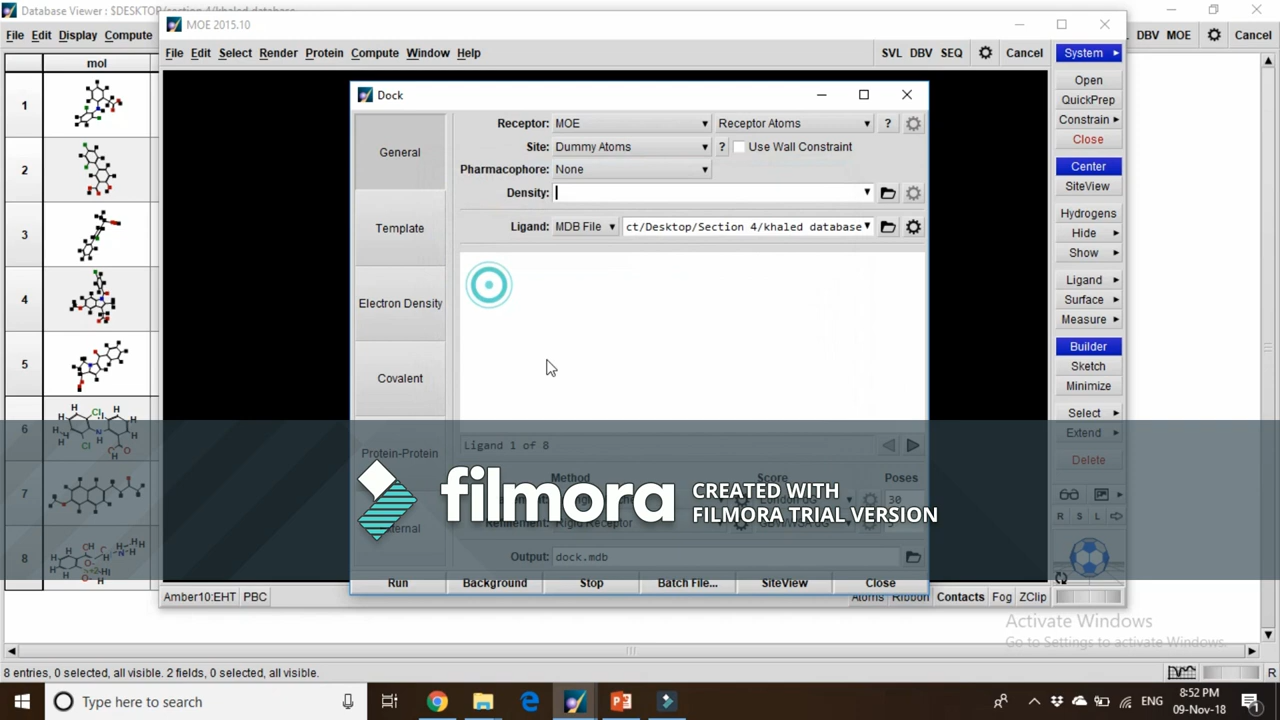 Database Viewer : $DESKTOP/section 4/khaled database
File Edit Display Compute
DBV MOE Cancel
mol
1
2
3
4
5
6
7
8
MOE 2015.10
File Edit Select Render Protein Compute Window Help
SVL DBV SEQ Cancel
System
Open
QuickPrep
Constrain
Close
Center
SiteView
Hydrogens
Hide
Show
Ligand
Surface
Measure
Builder
Sketch
Minimize
Select
Extend
Delete
R S L
Dock
General
Template
Electron Density
Covalent
Protein-Protein
Receptor: MOE Receptor Atoms ?
Site: Dummy Atoms ? Use Wall Constraint
Pharmacophore: None
Density:
Ligand: MDB File ct/Desktop/Section 4/khaled database
Ligand 1 of 8
Method Score Poses
30
Refinement: Rigid Receptor
Output: dock.mdb
Run Background Stop Batch File... SiteView Close
filmora
CREATED WITH
FILMORA TRIAL VERSION
Amber10:EHT PBC
Atoms Ribbon Contacts Fog ZClip
Activate Windows
Go to Settings to activate Windows.
8 entries, 0 selected, all visible. 2 fields, 0 selected, all visible.
R
Type here to search
ENG
8:52 PM
09-Nov-18
1